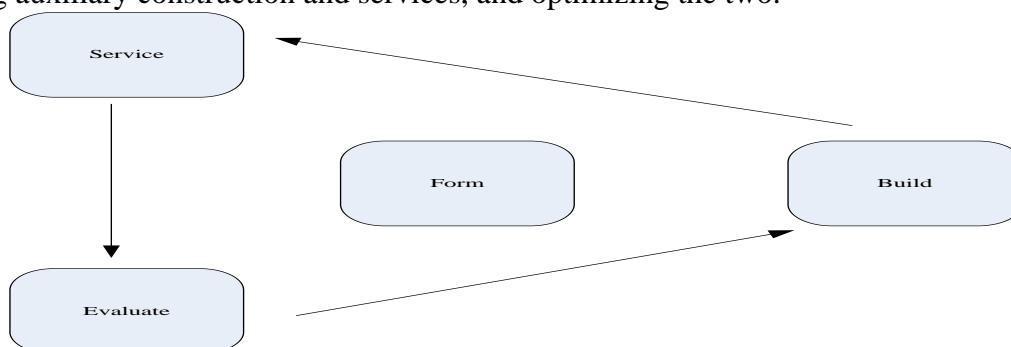 auxiliary construction and services, and optimizing the two.
Service
Form
Build
Evaluate